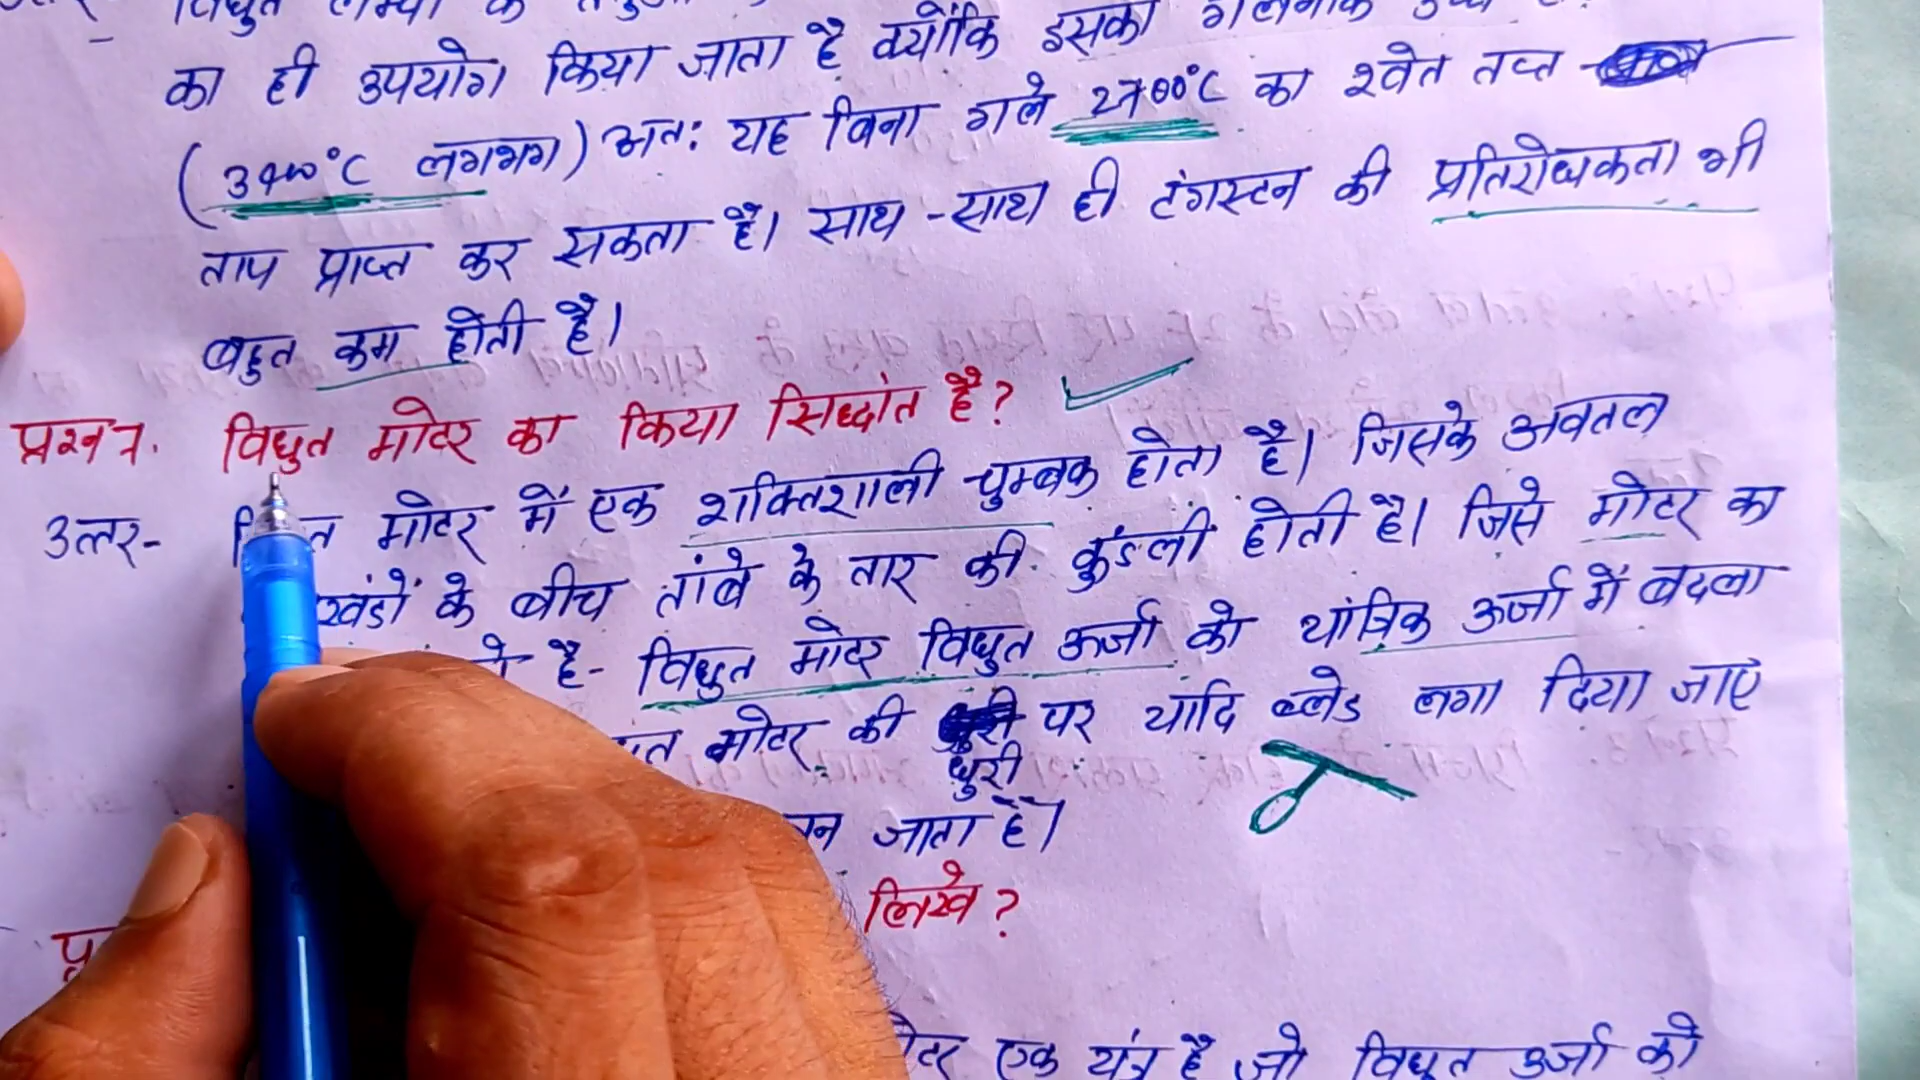 का ही उपयोग किया जाता है क्योंकि इसका गलनांक उच्च
(3400°C लगभग) अतः यह बिना गले 2700°C का श्वेत तप्त
ताप प्राप्त कर सकता है। साथ-साथ ही टंगस्टन की प्रतिरोधकता भी
बहुत कम होती है।
प्रश्न 7. विधुत मोटर का किया सिद्धांत है?
उत्तर- मोटर में एक शक्तिशाली चुम्बक होता है। जिसके अवतल
खंडों के बीच तांबे के तार की कुंडली होती है। जिसे मोटर का
है- विधुत मोटर विधुत ऊर्जा को यांत्रिक ऊर्जा में बदला
मोटर की धुरी पर यदि ब्लेड लगा दिया जाए
जाता है।
लिखे?
एक यंत्र है जो विधुत उर्जा को